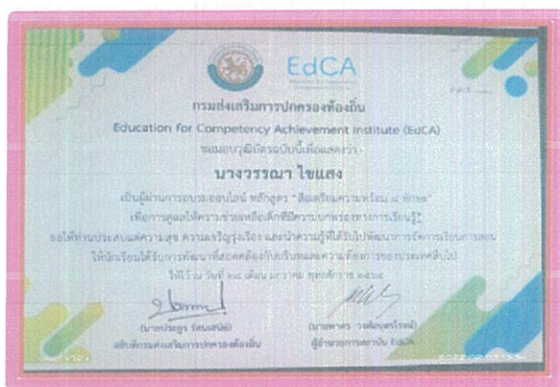 EdCA
กรมส่งเสริมการปกครองท้องถิ่น
Education for Competency Achievement Institute (EdCA)
ขอมอบวุฒิบัตรฉบับนี้เพื่อแสดงว่า
นางวรรณา ไขแสง
เป็นผู้ผ่านการอบรมออนไลน์ หลักสูตร "สื่อเตรียมความพร้อม ๘ ทักษะ"
เพื่อการดูแลให้ความช่วยเหลือเด็กที่มีความบกพร่องทางการเรียนรู้
ขอให้ท่านประสบแต่ความสุข ความเจริญรุ่งเรือง และนำความรู้ที่ได้รับไปพัฒนาการจัดการเรียนการสอน
ให้นักเรียนได้รับการพัฒนาที่สอดคล้องกับบริบทและความต้องการของประเทศสืบไป
ให้ไว้ ณ วันที่ เดือน มกราคม พุทธศักราช
(นายประยูร รัตนเสนีย์)
อธิบดีกรมส่งเสริมการปกครองท้องถิ่น
ผู้อำนวยการสถาบัน EdCA